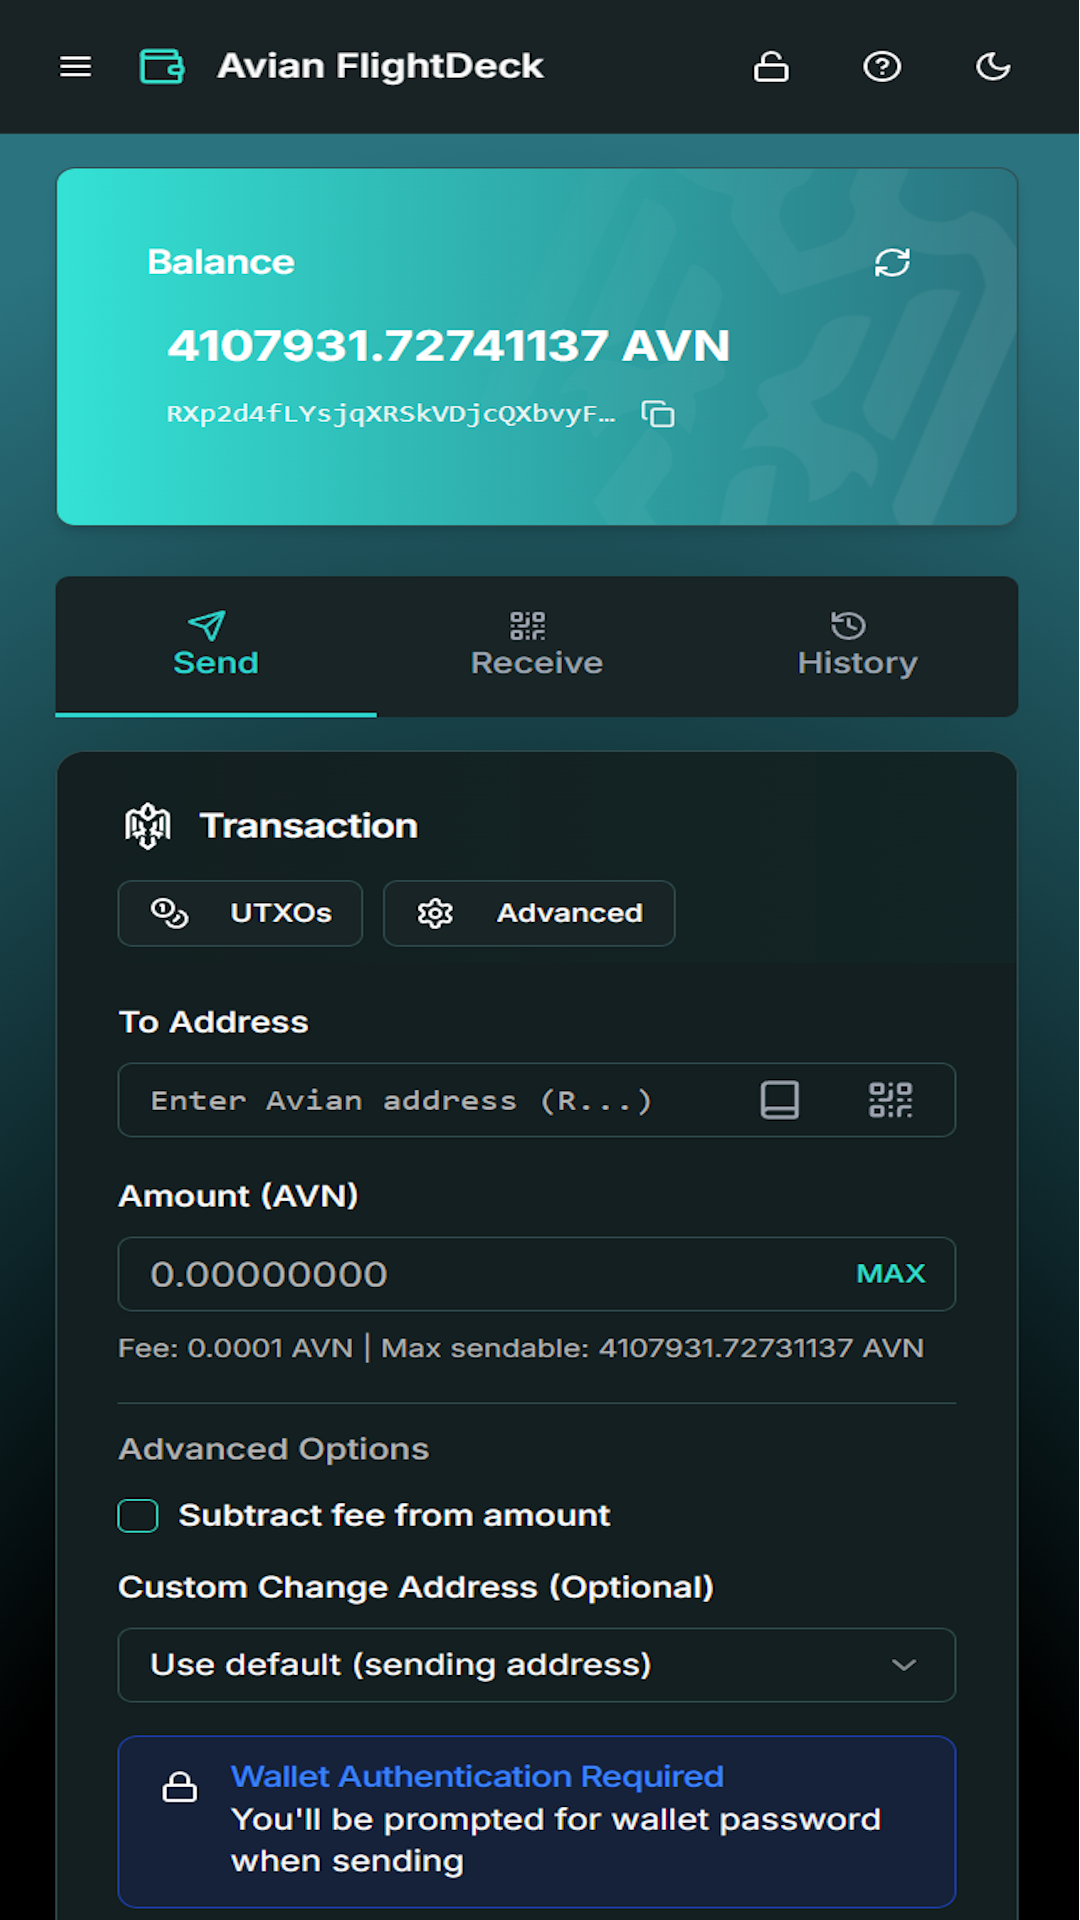 Avian FlightDeck
Balance
4107931.72741137 AVN
RXp2d4fLYsjqXRSkVDjcQXbvyF…
Send
Receive
History
Transaction
UTXOs
Advanced
To Address
Enter Avian address (R...)
Amount (AVN)
0.00000000
MAX
Fee: 0.0001 AVN | Max sendable: 4107931.72731137 AVN
Advanced Options
Subtract fee from amount
Custom Change Address (Optional)
Use default (sending address)
Wallet Authentication Required
You'll be prompted for wallet password
when sending